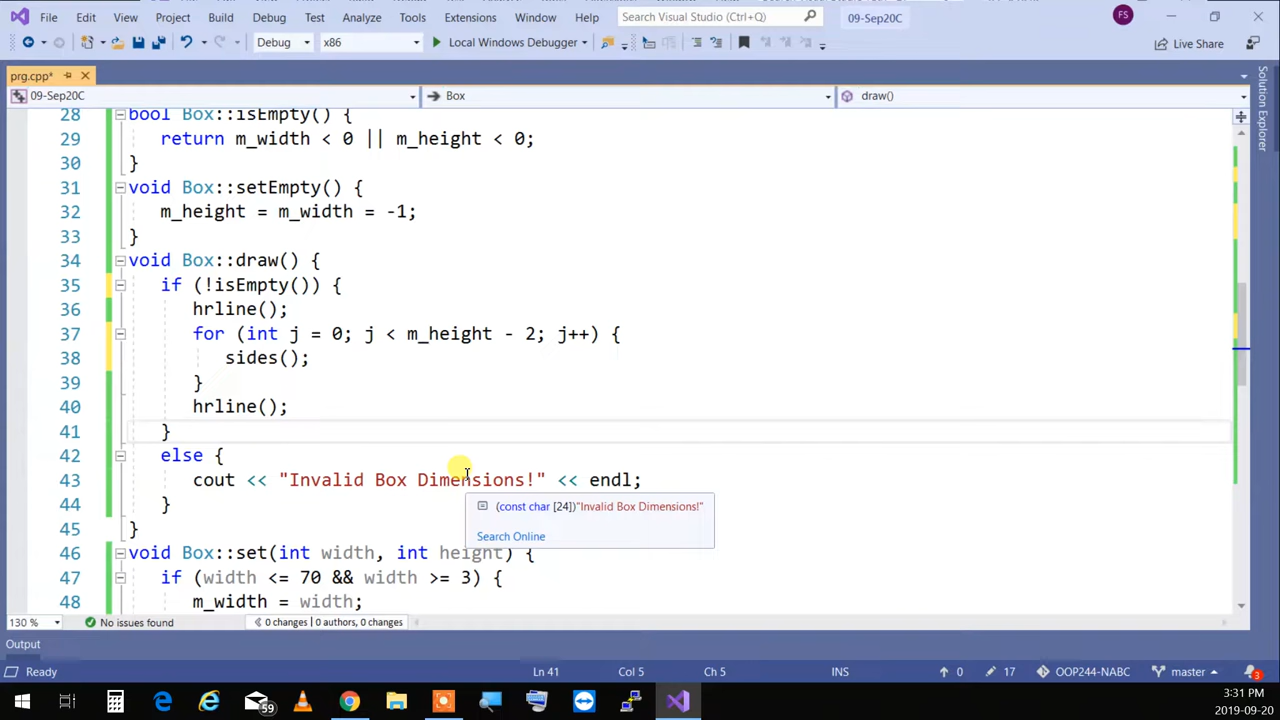 File Edit View Project Build Debug Test Analyze Tools Extensions Window Help Search Visual Studio (Ctrl+Q) 09-Sep20C FS
Debug x86 Local Windows Debugger Live Share
prg.cpp*
09-Sep20C Box draw()
28 bool Box::isEmpty() {
29 return m_width < 0 || m_height < 0;
30 }
31 void Box::setEmpty() {
32 m_height = m_width = -1;
33 }
34 void Box::draw() {
35 if (!isEmpty()) {
36 hrline();
37 for (int j = 0; j < m_height - 2; j++) {
38 sides();
39 }
40 hrline();
41 }
42 else {
43 cout << "Invalid Box Dimensions!" << endl;
44 }
(const char [24])"Invalid Box Dimensions!"
Search Online
45 }
46 void Box::set(int width, int height) {
47 if (width <= 70 && width >= 3) {
48 m_width = width;
Solution Explorer
130 % No issues found 0 changes | 0 authors, 0 changes
Output
Ready Ln 41 Col 5 Ch 5 INS 0 17 OOP244-NABC master 3
59
3:31 PM
2019-09-20